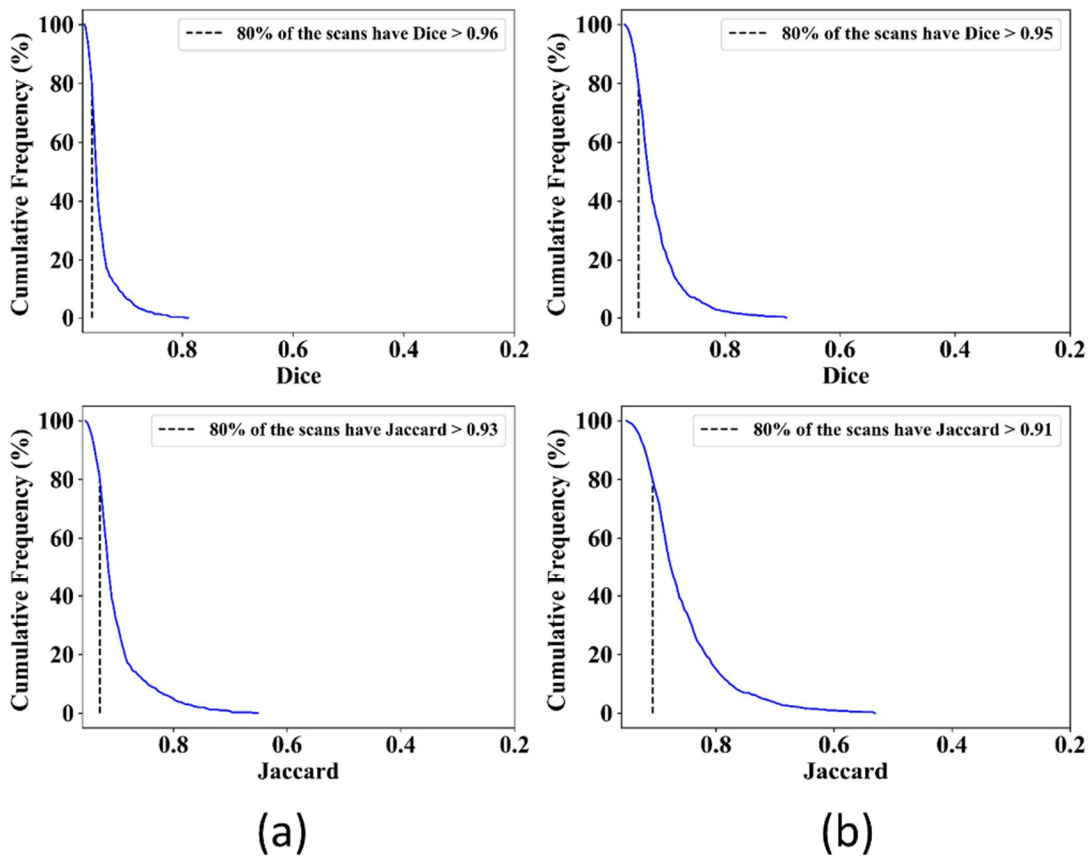 80% of the scans have Dice > 0.96
Cumulative Frequency (%)
100
80
60
40
20
0
0.8 0.6 0.4 0.2
Dice
80% of the scans have Dice > 0.95
Cumulative Frequency (%)
100
80
60
40
20
0
0.8 0.6 0.4 0.2
Dice
80% of the scans have Jaccard > 0.93
Cumulative Frequency (%)
100
80
60
40
20
0
0.8 0.6 0.4 0.2
Jaccard
80% of the scans have Jaccard > 0.91
Cumulative Frequency (%)
100
80
60
40
20
0
0.8 0.6 0.4 0.2
Jaccard
(a) (b)